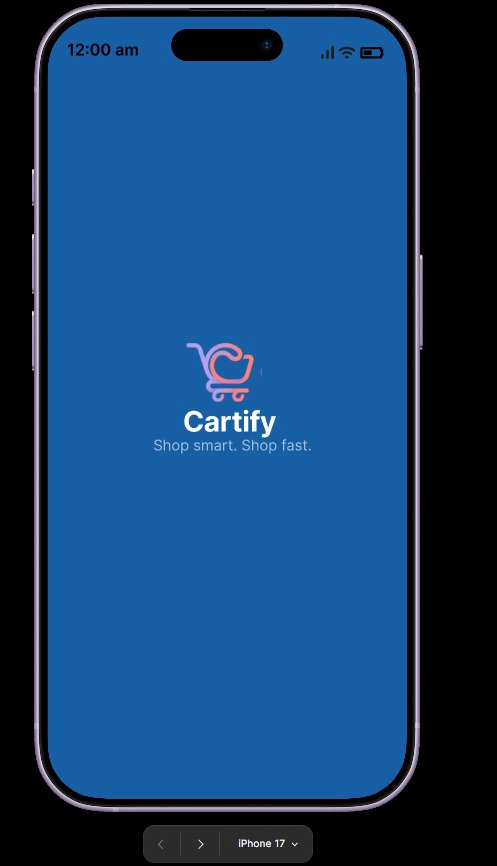 12:00 am
Cartify
Shop smart. Shop fast.
iPhone 17